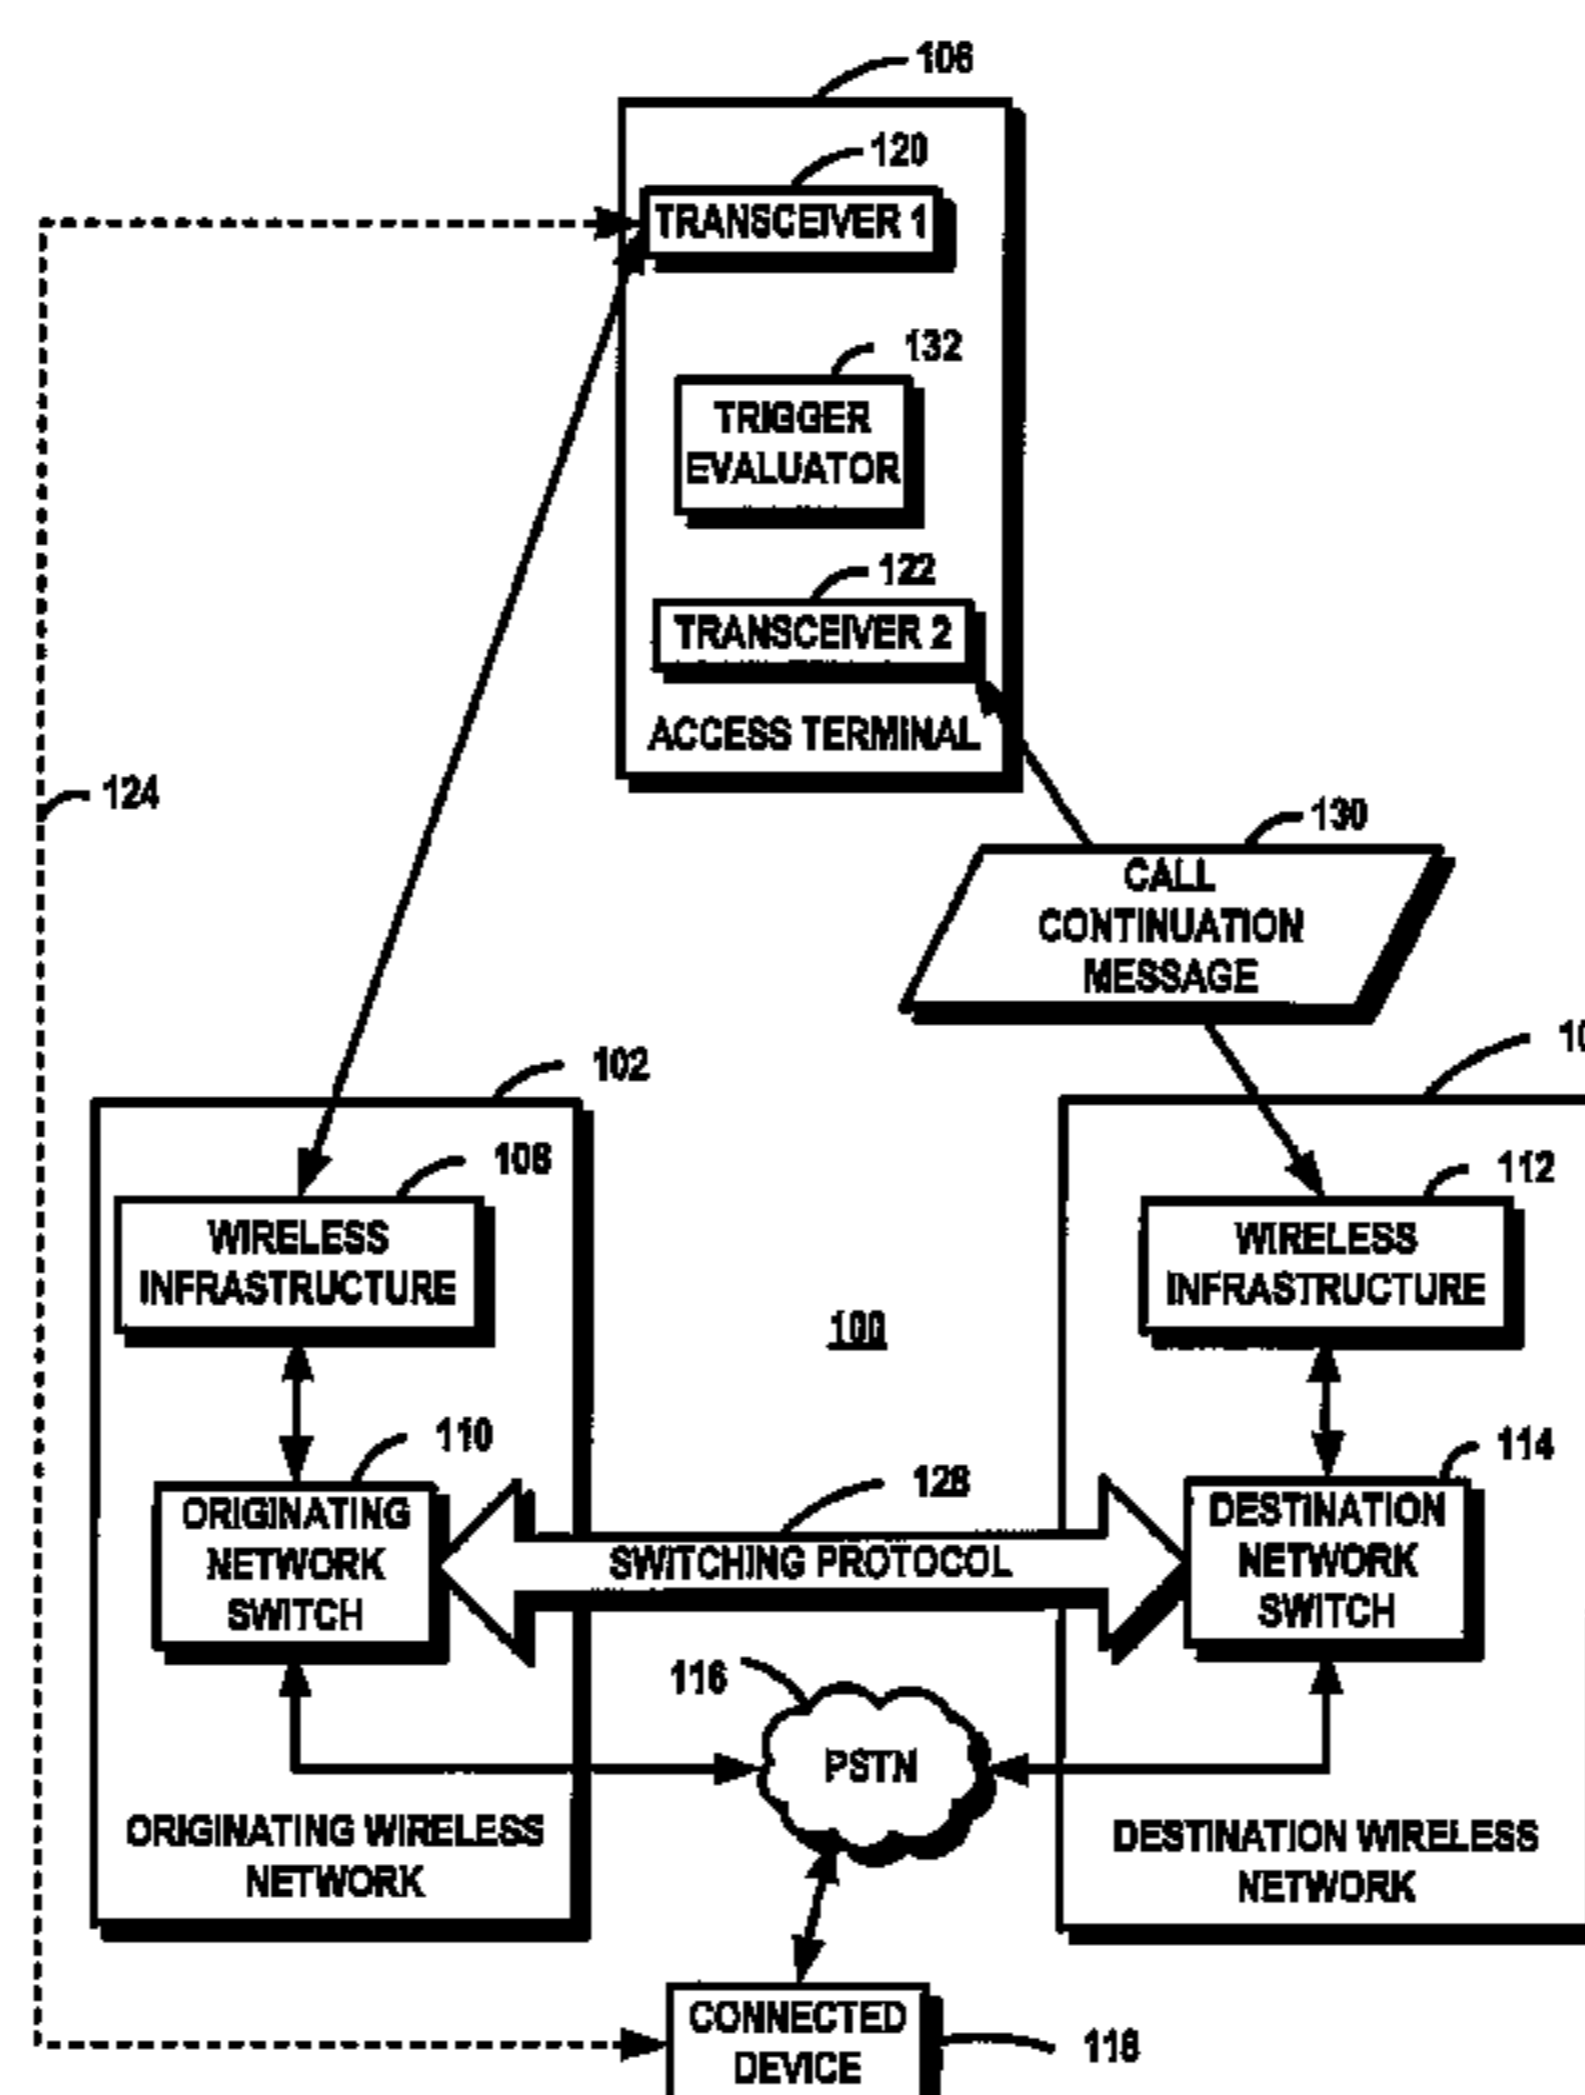 106
120
TRANSCEIVER 1
132
TRIGGER
EVALUATOR
122
TRANSCEIVER 2
ACCESS TERMINAL
124
130
CALL
CONTINUATION
MESSAGE
102
108
112
WIRELESS
INFRASTRUCTURE
WIRELESS
INFRASTRUCTURE
100
110
114
128
ORIGINATING
NETWORK
SWITCH
SWITCHING PROTOCOL
DESTINATION
NETWORK
SWITCH
116
PSTN
ORIGINATING WIRELESS
NETWORK
DESTINATION WIRELESS
NETWORK
CONNECTED
DEVICE
118